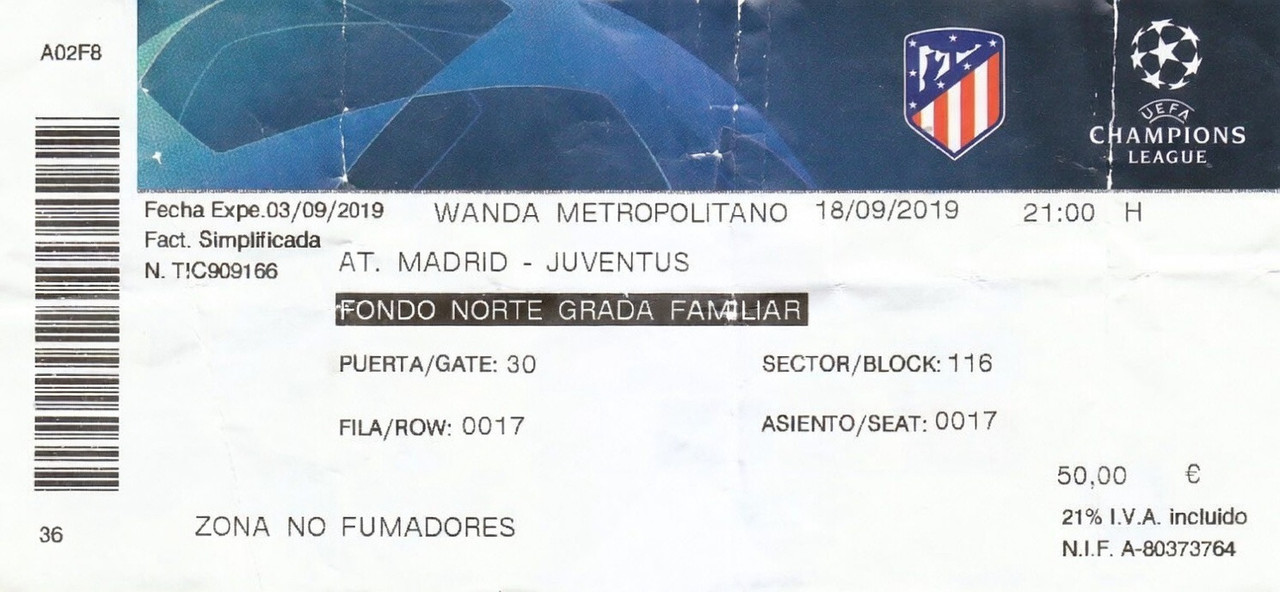 A02F8
UEFA
CHAMPIONS
LEAGUE
Fecha Expe.03/09/2019 WANDA METROPOLITANO 18/09/2019 21:00 H
Fact. Simplificada
N. TIC909166
AT. MADRID - JUVENTUS
FONDO NORTE GRADA FAMILIAR
PUERTA/GATE: 30 SECTOR/BLOCK: 116
FILA/ROW: 0017 ASIENTO/SEAT: 0017
50,00 €
21% I.V.A. incluido
36 ZONA NO FUMADORES
N.I.F. A-80373764